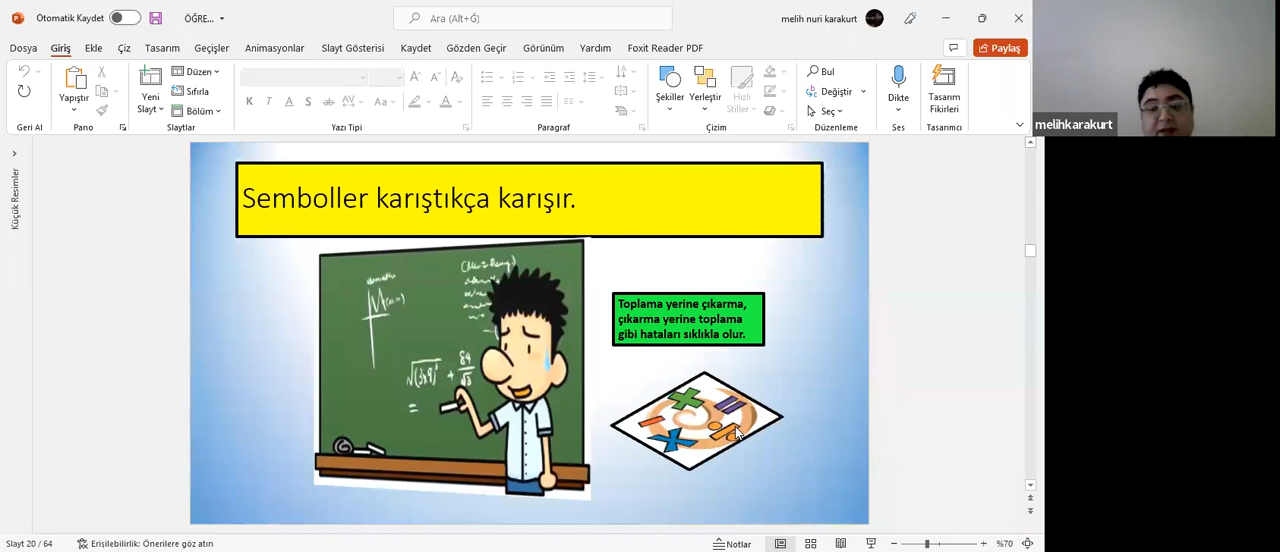 Otomatik Kaydet
ÖĞRE...
Ara (Alt+Ğ)
melih nuri karakurt
Dosya Giriş Ekle Çiz Tasarım Geçişler Animasyonlar Slayt Gösterisi Kaydet Gözden Geçir Görünüm Yardım Foxit Reader PDF
Paylaş
Yapıştır
Yeni
Slayt
Düzen
Sıfırla
Bölüm
K T A S ab AV Aa
Şekiller
Yerleştir
Hızlı
Stiller
Bul
Değiştir
Seç
Dikte
Tasarım
Fikirleri
Geri Al Pano Slaytlar Yazı Tipi Paragraf Çizim Düzenleme Ses Tasarımcı
melihkarakurt
Küçük Resimler
Semboller karıştıkça karışır.
Toplama yerine çıkarma,
çıkarma yerine toplama
gibi hataları sıklıkla olur.
Slayt 20 / 64
Erişilebilirlik: Önerilere göz atın
Notlar
%70